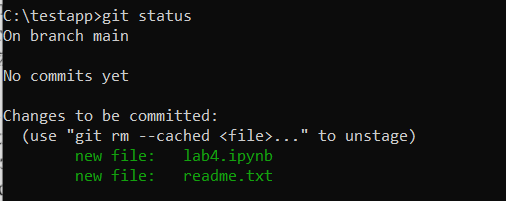 C:\testapp>git status
On branch main
No commits yet
Changes to be committed:
(use "git rm --cached <file>..." to unstage)
new file: lab4.ipynb
new file: readme.txt